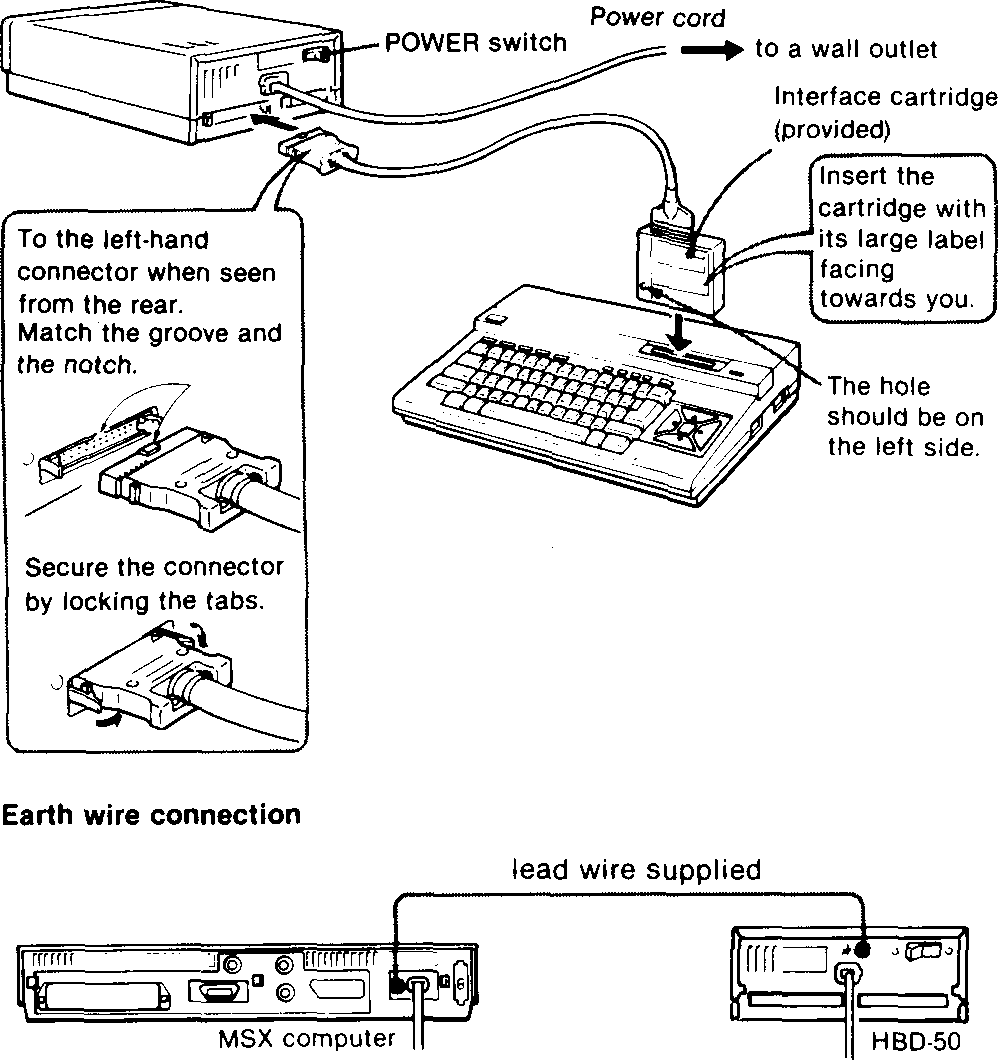 Power cord
POWER switch
to a wall outlet
Interface cartridge
(provided)
Insert the
cartridge with
its large label
facing
towards you.
To the left-hand
connector when seen
from the rear.
Match the groove and
the notch.
The hole
should be on
the left side.
Secure the connector
by locking the tabs.
Earth wire connection
lead wire supplied
MSX computer
HBD-50